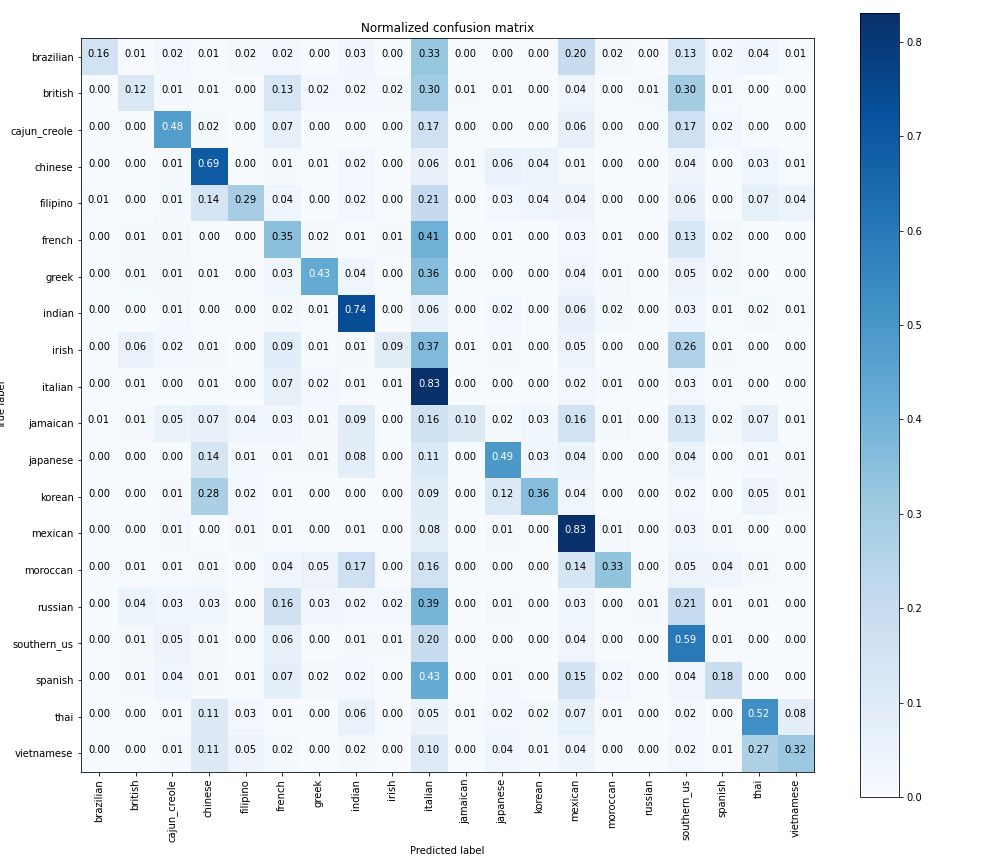 Normalized confusion matrix
brazilian 0.16 0.01 0.02 0.01 0.02 0.02 0.00 0.03 0.00 0.33 0.00 0.00 0.00 0.20 0.02 0.00 0.13 0.02 0.04 0.01
british 0.00 0.12 0.01 0.01 0.00 0.13 0.02 0.02 0.02 0.30 0.01 0.01 0.00 0.04 0.00 0.01 0.30 0.01 0.00 0.00
cajun_creole 0.00 0.00 0.48 0.02 0.00 0.07 0.00 0.00 0.00 0.17 0.00 0.00 0.00 0.06 0.00 0.00 0.17 0.02 0.00 0.00
chinese 0.00 0.00 0.01 0.69 0.00 0.01 0.01 0.02 0.00 0.06 0.01 0.06 0.04 0.01 0.00 0.00 0.04 0.00 0.03 0.01
filipino 0.01 0.00 0.01 0.14 0.29 0.04 0.00 0.02 0.00 0.21 0.00 0.03 0.04 0.04 0.00 0.00 0.06 0.00 0.07 0.04
french 0.00 0.01 0.01 0.00 0.00 0.35 0.02 0.01 0.01 0.41 0.00 0.01 0.00 0.03 0.01 0.00 0.13 0.02 0.00 0.00
greek 0.00 0.01 0.01 0.01 0.00 0.03 0.43 0.04 0.00 0.36 0.00 0.00 0.00 0.04 0.01 0.00 0.05 0.02 0.00 0.00
indian 0.00 0.00 0.01 0.00 0.00 0.02 0.01 0.74 0.00 0.06 0.00 0.02 0.00 0.06 0.02 0.00 0.03 0.01 0.02 0.01
irish 0.00 0.06 0.02 0.01 0.00 0.09 0.01 0.01 0.09 0.37 0.01 0.01 0.00 0.05 0.00 0.00 0.26 0.01 0.00 0.00
italian 0.00 0.01 0.00 0.01 0.00 0.07 0.02 0.01 0.01 0.83 0.00 0.00 0.00 0.02 0.00 0.00 0.03 0.01 0.00 0.00
jamaican 0.01 0.01 0.05 0.07 0.04 0.03 0.01 0.09 0.00 0.16 0.10 0.02 0.03 0.16 0.01 0.00 0.13 0.02 0.07 0.01
japanese 0.00 0.00 0.00 0.14 0.01 0.01 0.01 0.08 0.00 0.11 0.00 0.49 0.03 0.04 0.00 0.00 0.04 0.00 0.01 0.01
korean 0.00 0.00 0.01 0.28 0.02 0.01 0.00 0.00 0.00 0.09 0.00 0.12 0.36 0.04 0.00 0.00 0.02 0.00 0.05 0.01
mexican 0.00 0.00 0.01 0.00 0.01 0.01 0.00 0.01 0.00 0.08 0.00 0.01 0.00 0.83 0.01 0.00 0.03 0.01 0.00 0.00
moroccan 0.00 0.01 0.01 0.01 0.00 0.04 0.05 0.17 0.00 0.16 0.00 0.00 0.00 0.14 0.33 0.00 0.05 0.04 0.01 0.00
russian 0.00 0.04 0.03 0.03 0.00 0.16 0.03 0.02 0.02 0.39 0.00 0.01 0.00 0.03 0.00 0.01 0.21 0.01 0.01 0.00
southern_us 0.00 0.01 0.05 0.01 0.00 0.06 0.00 0.01 0.01 0.20 0.00 0.00 0.00 0.04 0.00 0.00 0.59 0.01 0.00 0.00
spanish 0.00 0.01 0.04 0.01 0.01 0.07 0.02 0.02 0.00 0.43 0.00 0.01 0.00 0.15 0.02 0.00 0.04 0.18 0.00 0.00
thai 0.00 0.00 0.01 0.11 0.03 0.01 0.00 0.06 0.00 0.05 0.01 0.02 0.02 0.07 0.01 0.00 0.02 0.00 0.52 0.08
vietnamese 0.00 0.00 0.01 0.11 0.05 0.02 0.00 0.02 0.00 0.10 0.00 0.04 0.01 0.04 0.00 0.00 0.02 0.01 0.27 0.32
brazilian british cajun_creole chinese filipino french greek indian irish italian jamaican japanese korean mexican moroccan russian southern_us spanish thai vietnamese
Predicted label
0.8
0.7
0.6
0.5
0.4
0.3
0.2
0.1
0.0